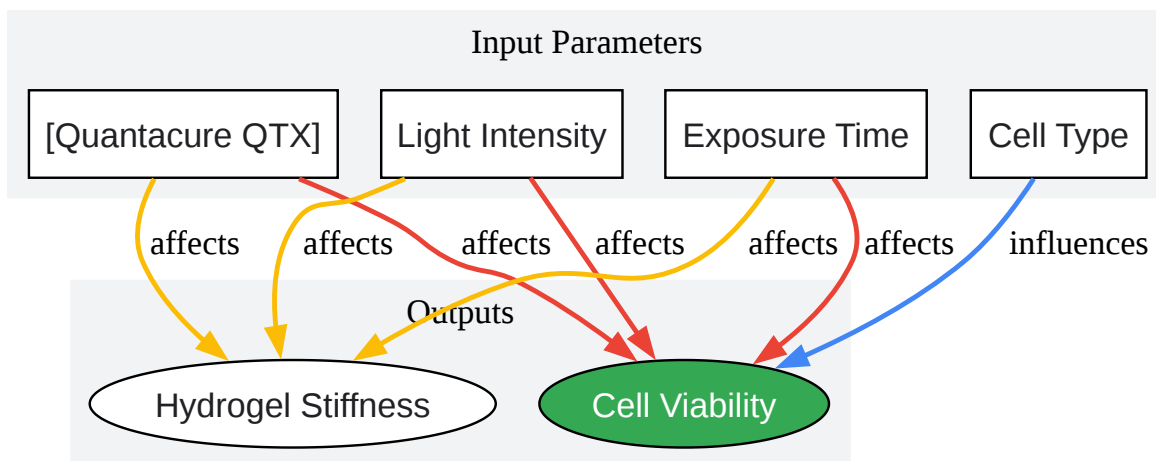 Input Parameters
[Quantacure QTX]
Light Intensity
Exposure Time
Cell Type
affects
affects
affects
affects
affects
affects
influences
Outputs
Hydrogel Stiffness
Cell Viability